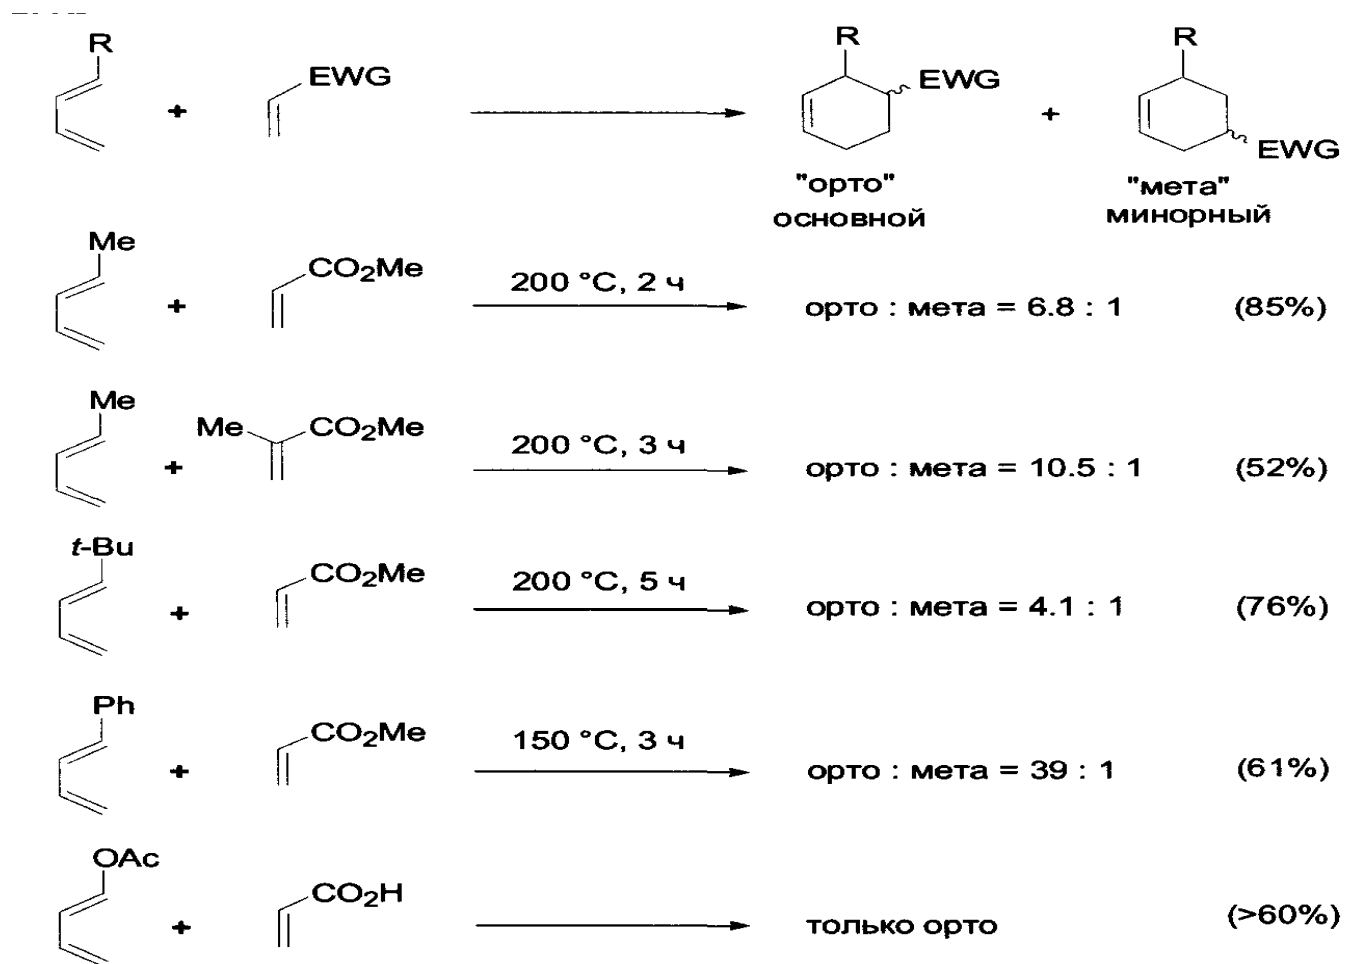 R
EWG
+
R
EWG
+
R
EWG
"орто"
основной
"мета"
минорный
Me
+
CO2Me
200 °C, 2 ч
орто : мета = 6.8 : 1
(85%)
Me
+
Me
CO2Me
200 °C, 3 ч
орто : мета = 10.5 : 1
(52%)
t-Bu
+
CO2Me
200 °C, 5 ч
орто : мета = 4.1 : 1
(76%)
Ph
+
CO2Me
150 °C, 3 ч
орто : мета = 39 : 1
(61%)
OAc
+
CO2H
только орто
(>60%)